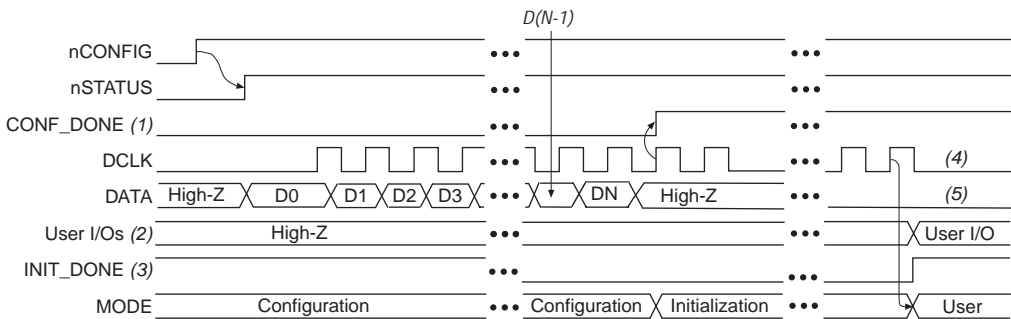 D(N-1)
nCONFIG
nSTATUS
CONF_DONE (1)
DCLK (4)
DATA High-Z D0 D1 D2 D3 DN High-Z (5)
User I/Os (2) High-Z User I/O
INIT_DONE (3)
MODE Configuration Configuration Initialization User